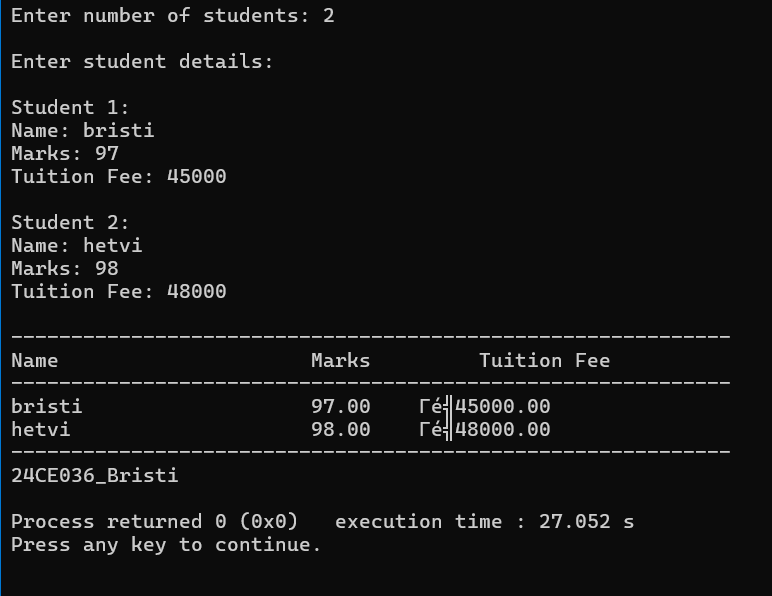 Enter number of students: 2
Enter student details:
Student 1:
Name: bristi
Marks: 97
Tuition Fee: 45000
Student 2:
Name: hetvi
Marks: 98
Tuition Fee: 48000
------------------------------------------------------------
Name Marks Tuition Fee
------------------------------------------------------------
bristi 97.00 Γé╣45000.00
hetvi 98.00 Γé╣48000.00
------------------------------------------------------------
24CE036_Bristi
Process returned 0 (0x0) execution time : 27.052 s
Press any key to continue.